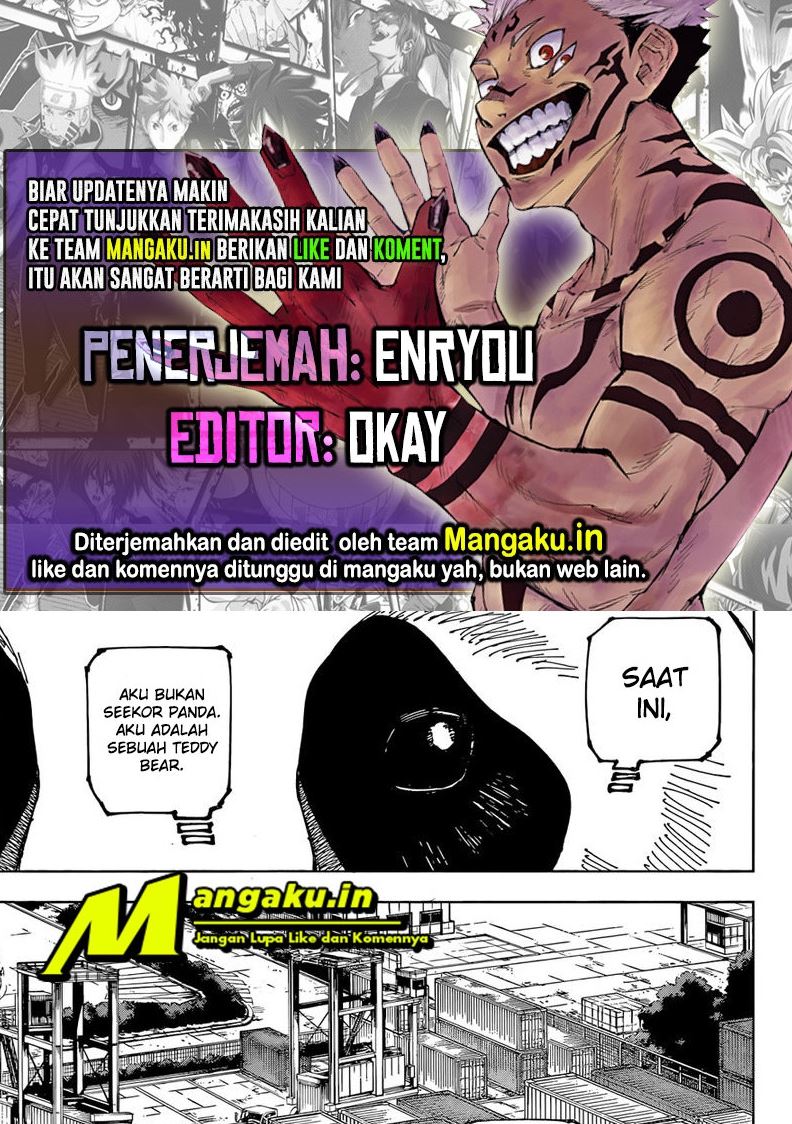 BIAR UPDATENYA MAKIN
CEPAT TUNJUKKAN TERIMAKASIH KALIAN
KE TEAM MANGAKU.in BERIKAN LIKE DAN KOMENT,
ITU AKAN SANGAT BERARTI BAGI KAMI
PENERJEMAH: ENRYOU
EDITOR: OKAY
Diterjemahkan dan diedit oleh team Mangaku.in
like dan komennya ditunggu di mangaku yah, bukan web lain.
SAAT
INI,
AKU BUKAN
SEEKOR PANDA.
AKU ADALAH
SEBUAH TEDDY
BEAR.
Mangaku.in
Jangan Lupa Like dan Komennya